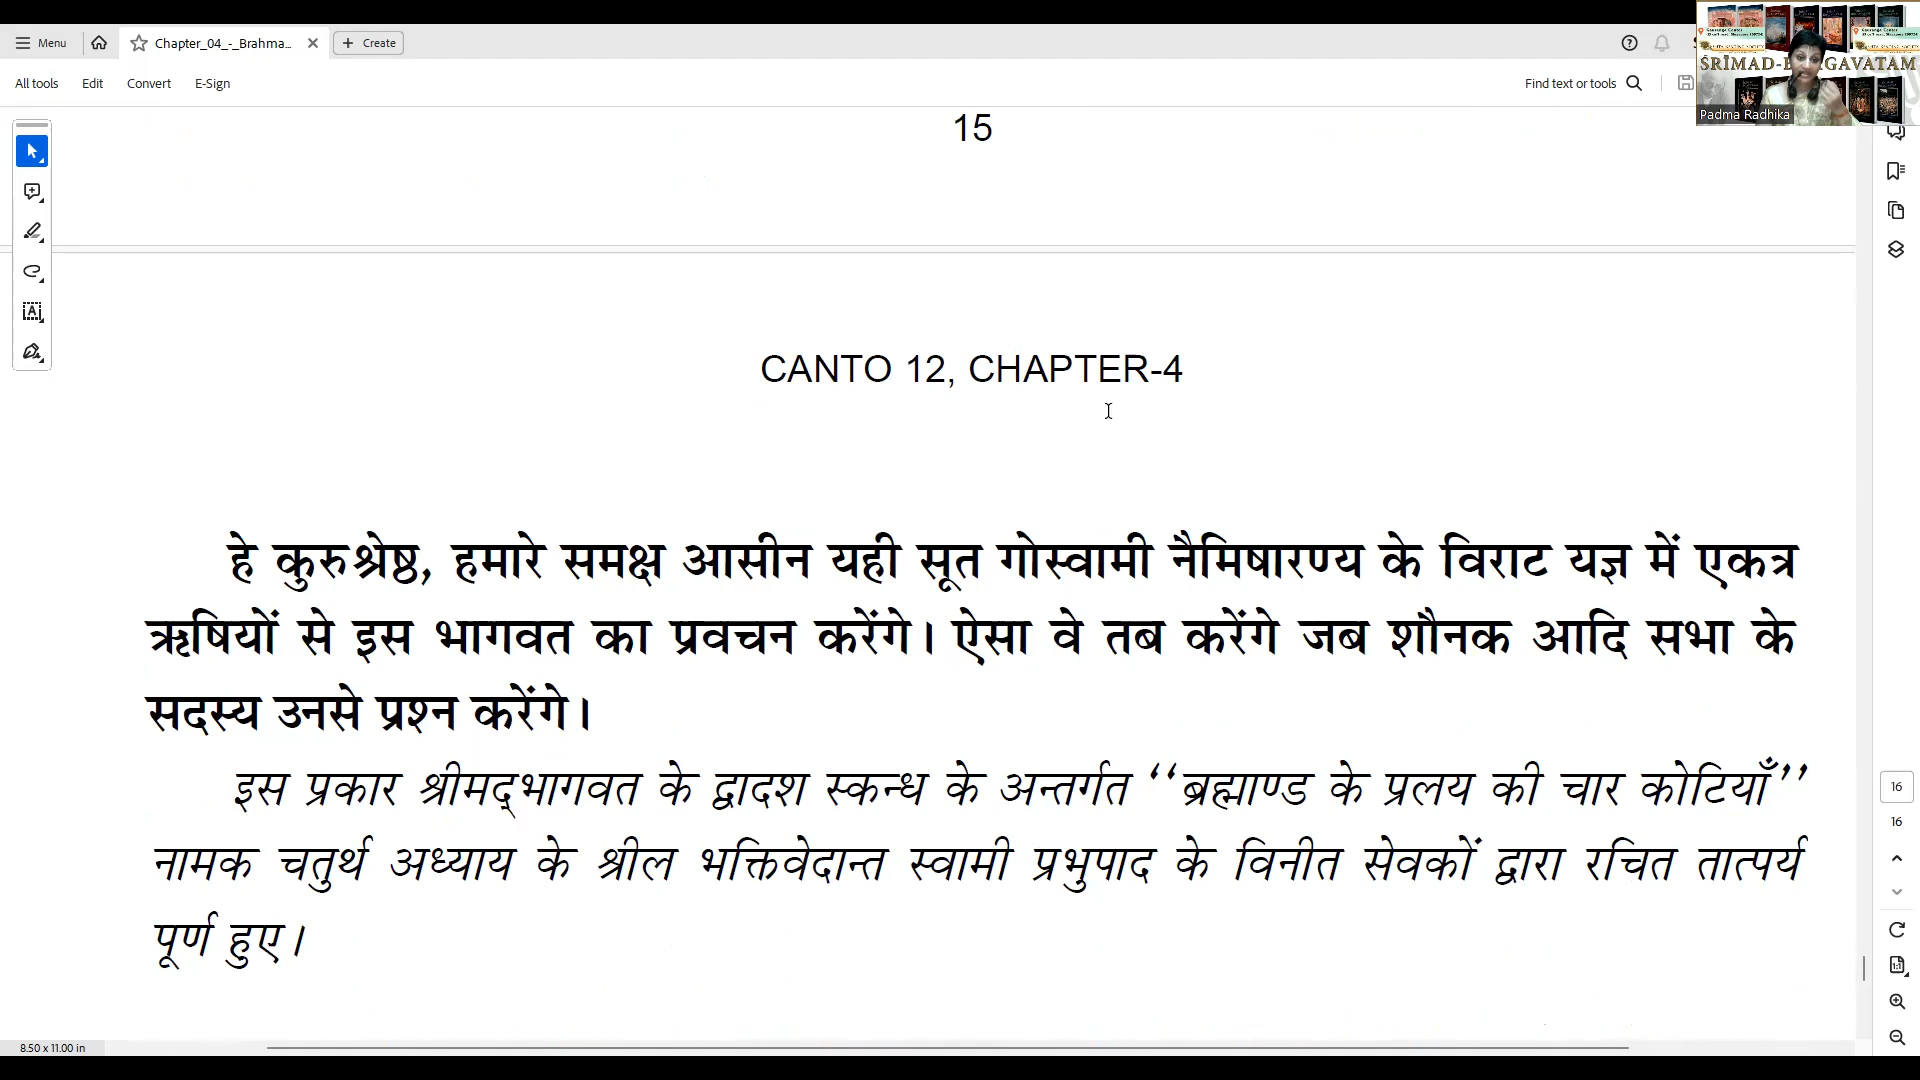 Menu
Chapter_04_-_Brahma...
Create
All tools
Edit
Convert
E-Sign
Find text or tools
ŚRĪMAD-BHĀGAVATAM
Padma Radhika
15
CANTO 12, CHAPTER-4
हे कुरुश्रेष्ठ, हमारे समक्ष आसीन यही सूत गोस्वामी नैमिषारण्य के विराट यज्ञ में एकत्र
ऋषियों से इस भागवत का प्रवचन करेंगे। ऐसा वे तब करेंगे जब शौनक आदि सभा के
सदस्य उनसे प्रश्न करेंगे।
इस प्रकार श्रीमद्भागवत के द्वादश स्कन्ध के अन्तर्गत ‘‘ब्रह्माण्ड के प्रलय की चार कोटियाँ’’
नामक चतुर्थ अध्याय के श्रील भक्तिवेदान्त स्वामी प्रभुपाद के विनीत सेवकों द्वारा रचित तात्पर्य
पूर्ण हुए।
16
16
8.50 x 11.00 in